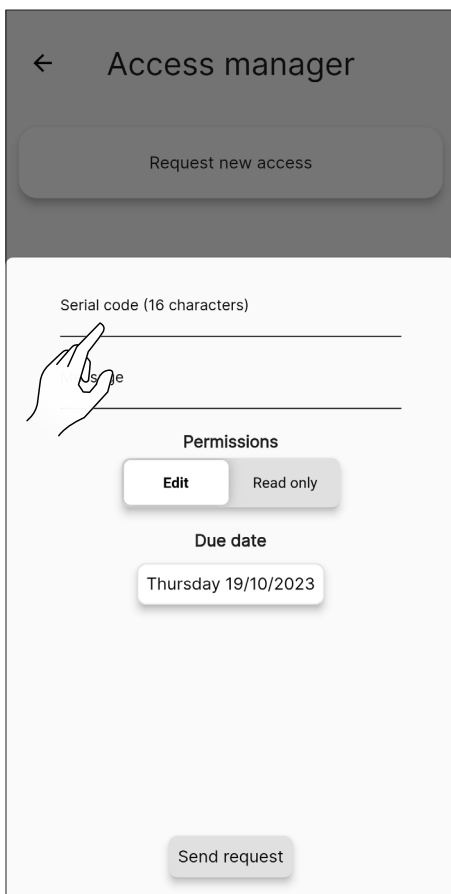 Access manager
Request new access
Serial code (16 characters)
Permissions
Edit Read only
Due date
Thursday 19/10/2023
Send request